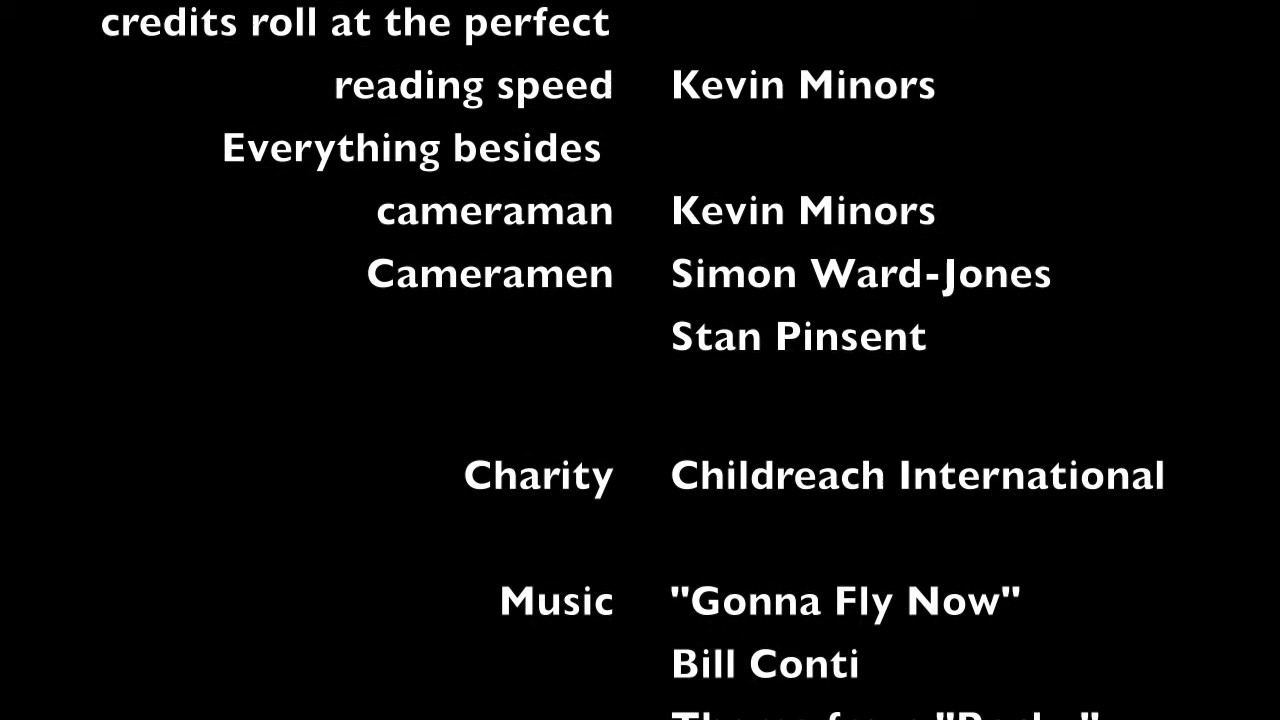 credits roll at the perfect
reading speed Kevin Minors
Everything besides
cameraman Kevin Minors
Cameramen Simon Ward-Jones
Stan Pinsent
Charity Childreach International
Music "Gonna Fly Now"
Bill Conti